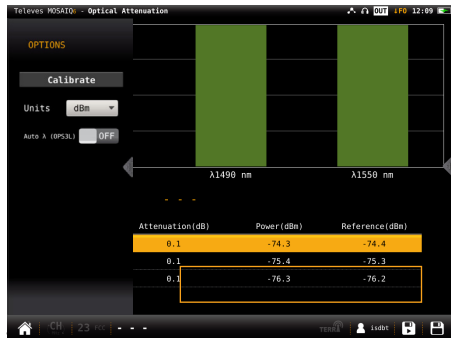 Televes MOSAIQ6 - Optical Attenuation
OUT ↓FO 12:09
OPTIONS
Calibrate
Units dBm
Auto λ (OPS3L) OFF
λ1490 nm λ1550 nm
- - -
Attenuation(dB) Power(dBm) Reference(dBm)
0.1 -74.3 -74.4
0.1 -75.4 -75.3
0.1 -76.3 -76.2
CH 23 - - - TERR isdbt